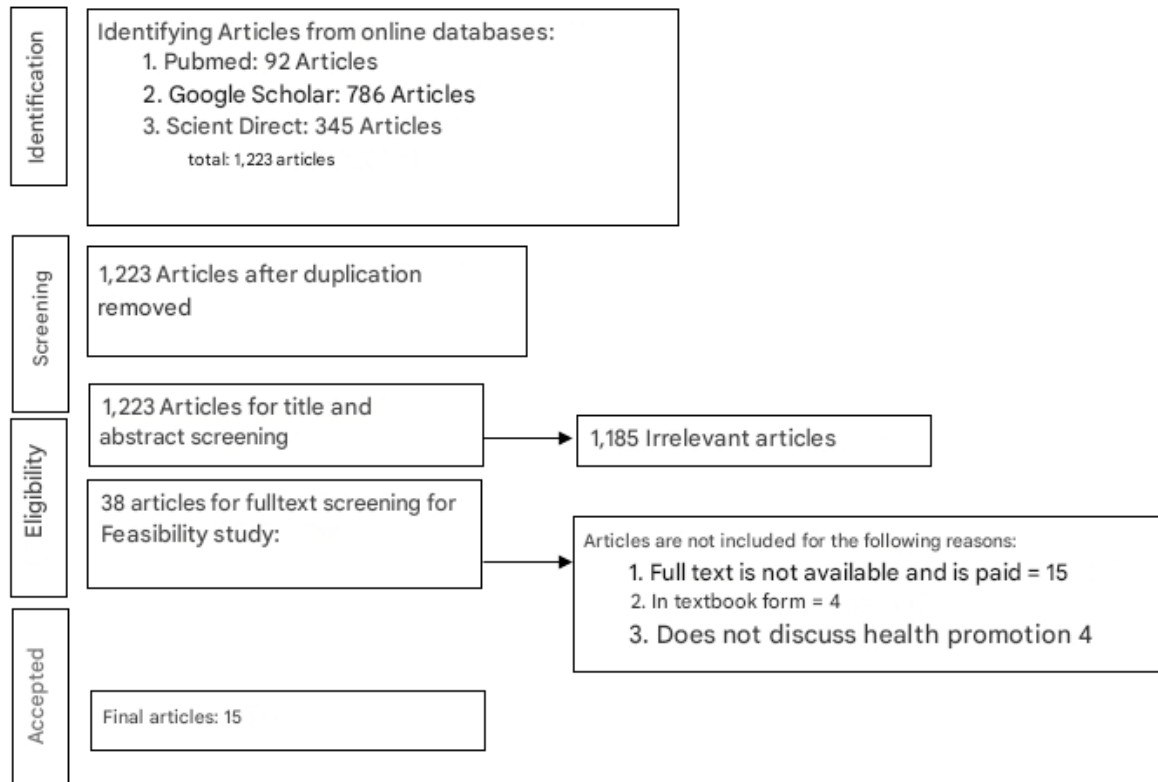 Identification
Identifying Articles from online databases:
1. Pubmed: 92 Articles
2. Google Scholar: 786 Articles
3. Scient Direct: 345 Articles
total: 1,223 articles
Screening
1,223 Articles after duplication
removed
Eligibility
1,223 Articles for title and
abstract screening
1,185 Irrelevant articles
38 articles for fulltext screening for
Feasibility study:
Articles are not included for the following reasons:
1. Full text is not available and is paid = 15
2. In textbook form = 4
3. Does not discuss health promotion 4
Accepted
Final articles: 15